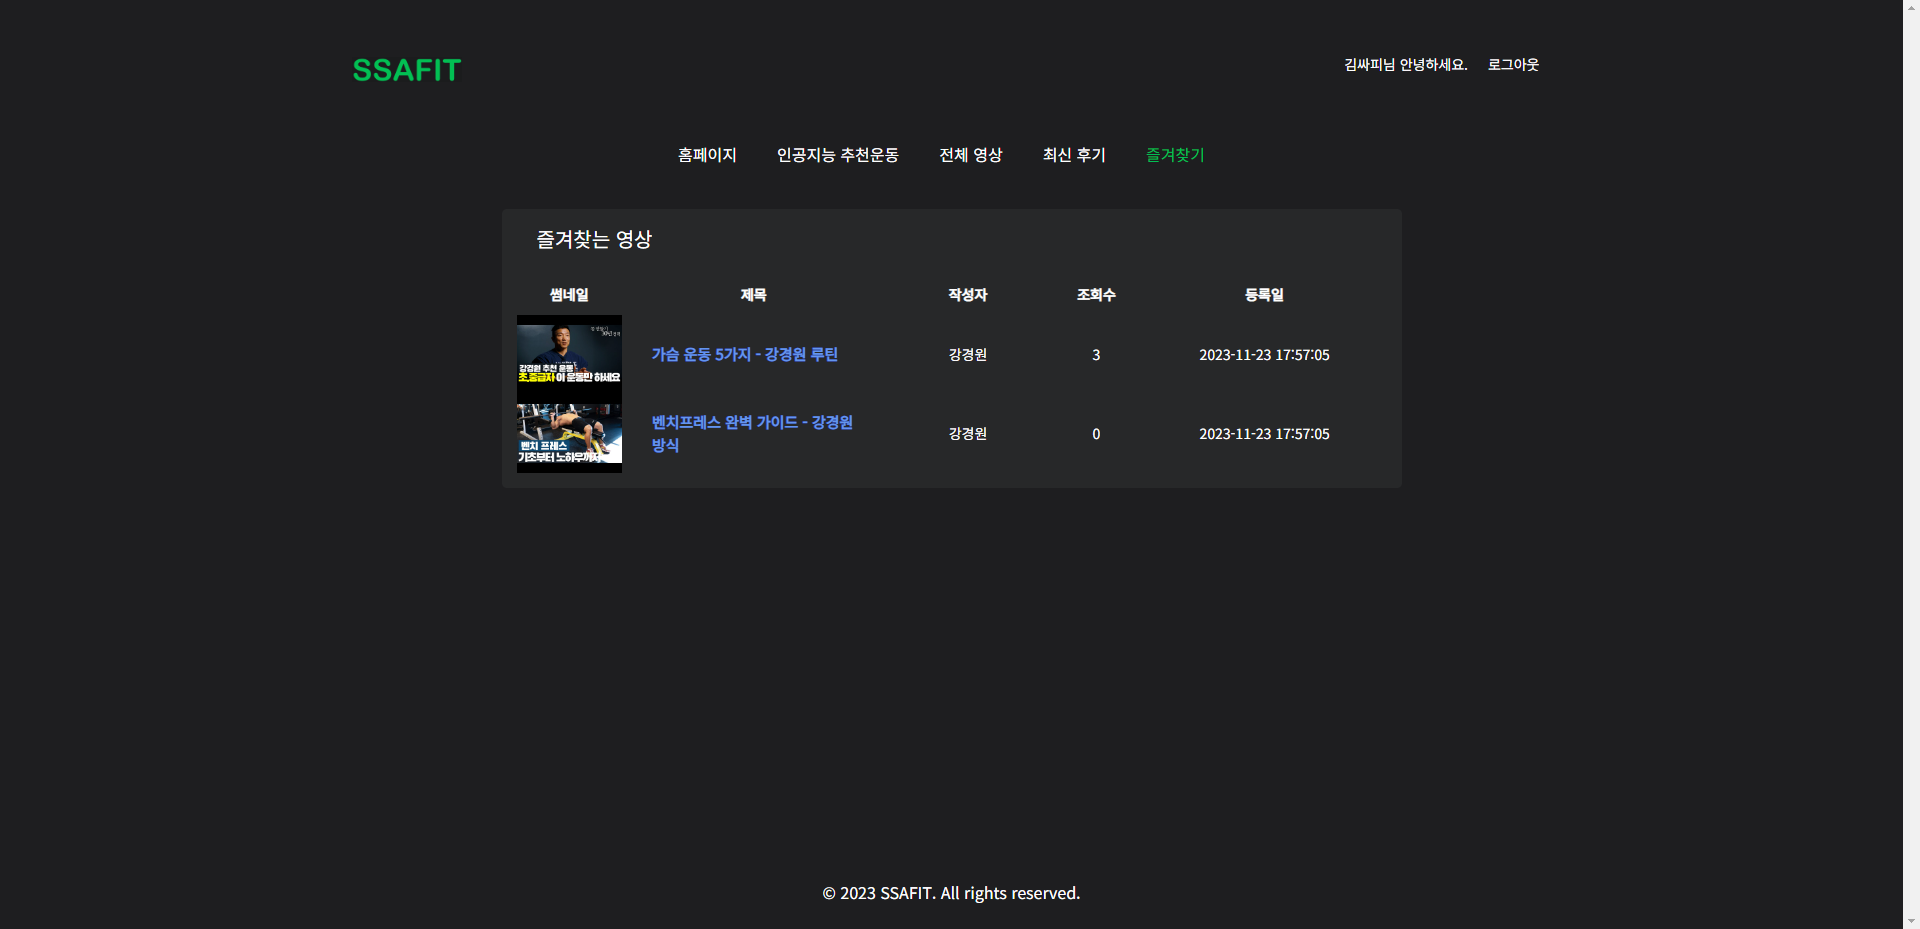 SSAFIT
김싸피님 안녕하세요. 로그아웃
홈페이지 인공지능 추천운동 전체 영상 최신 후기 즐겨찾기
즐겨찾는 영상
썸네일 제목 작성자 조회수 등록일
강경원 추천 운동
초,중급자 이 운동만 하세요
가슴 운동 5가지 - 강경원 루틴 강경원 3 2023-11-23 17:57:05
벤치 프레스
기초부터 노하우까지
벤치프레스 완벽 가이드 - 강경원
방식
강경원 0 2023-11-23 17:57:05
© 2023 SSAFIT. All rights reserved.